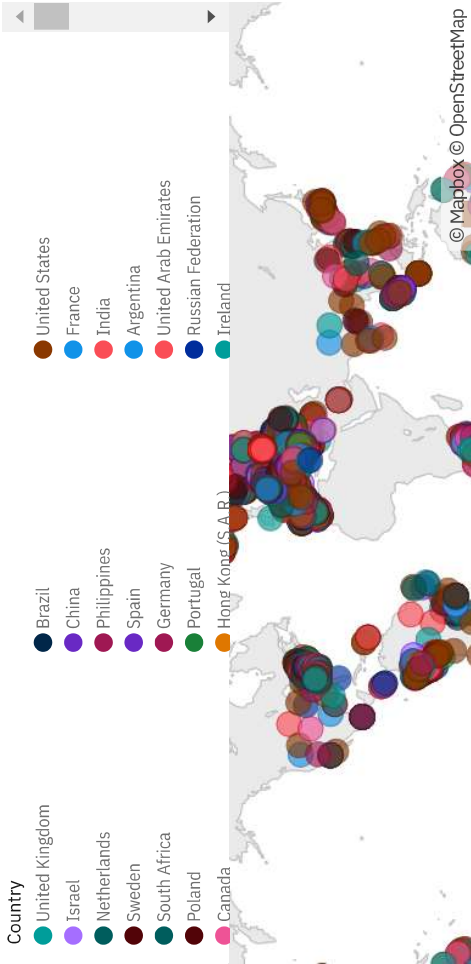 Country
United Kingdom Brazil United States
Israel China France
Netherlands Philippines India
Sweden Spain Argentina
South Africa Germany United Arab Emirates
Poland Portugal Russian Federation
Canada Hong Kong (S.A.R.) Ireland
© Mapbox © OpenStreetMap